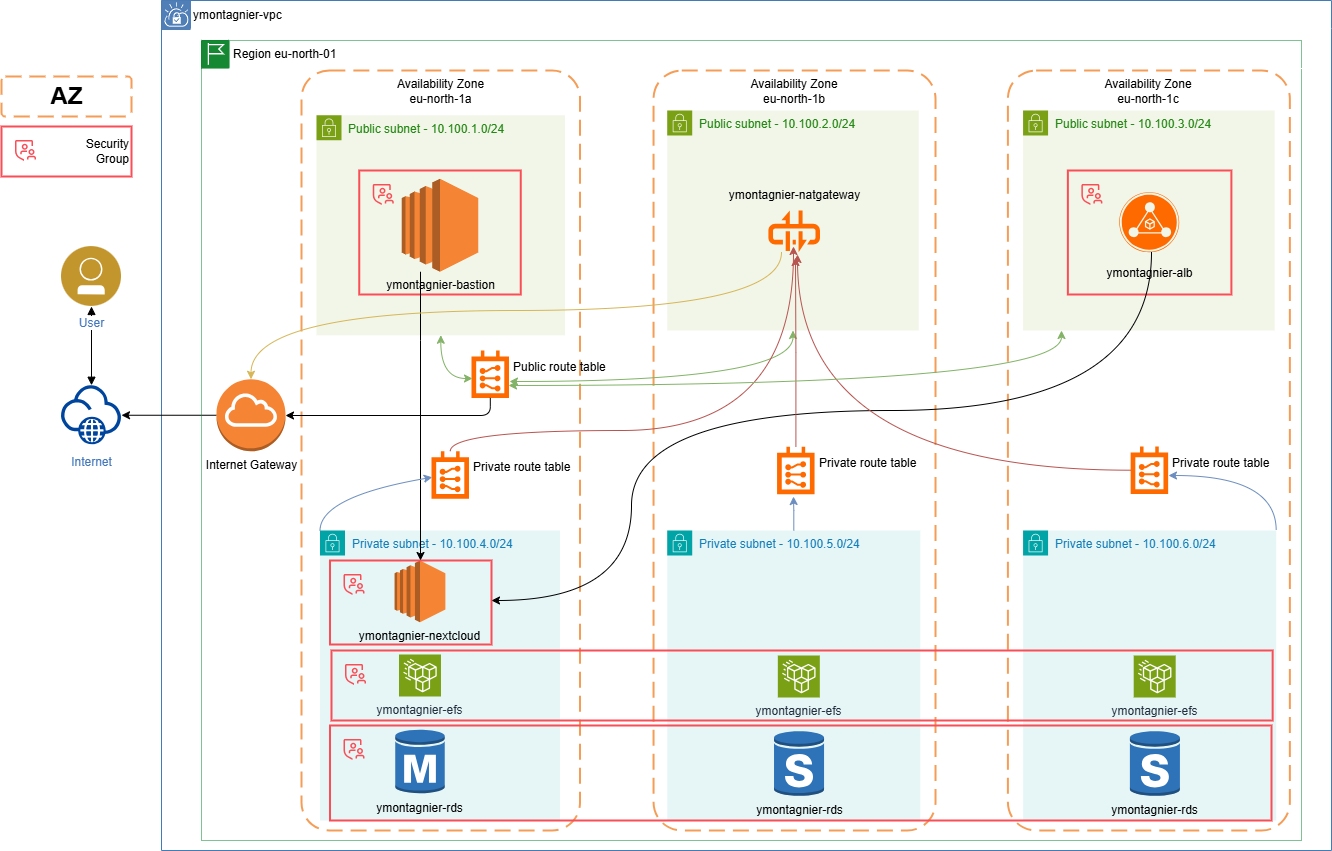 ymontagnier-vpc
Region eu-north-01
AZ
Security
Group
Availability Zone
eu-north-1a
Availability Zone
eu-north-1b
Availability Zone
eu-north-1c
Public subnet - 10.100.1.0/24
Public subnet - 10.100.2.0/24
Public subnet - 10.100.3.0/24
ymontagnier-bastion
ymontagnier-natgateway
ymontagnier-alb
User
Public route table
Internet
Internet Gateway
Private route table
Private route table
Private route table
Private subnet - 10.100.4.0/24
Private subnet - 10.100.5.0/24
Private subnet - 10.100.6.0/24
ymontagnier-nextcloud
ymontagnier-efs
ymontagnier-efs
ymontagnier-efs
M
S
S
ymontagnier-rds
ymontagnier-rds
ymontagnier-rds